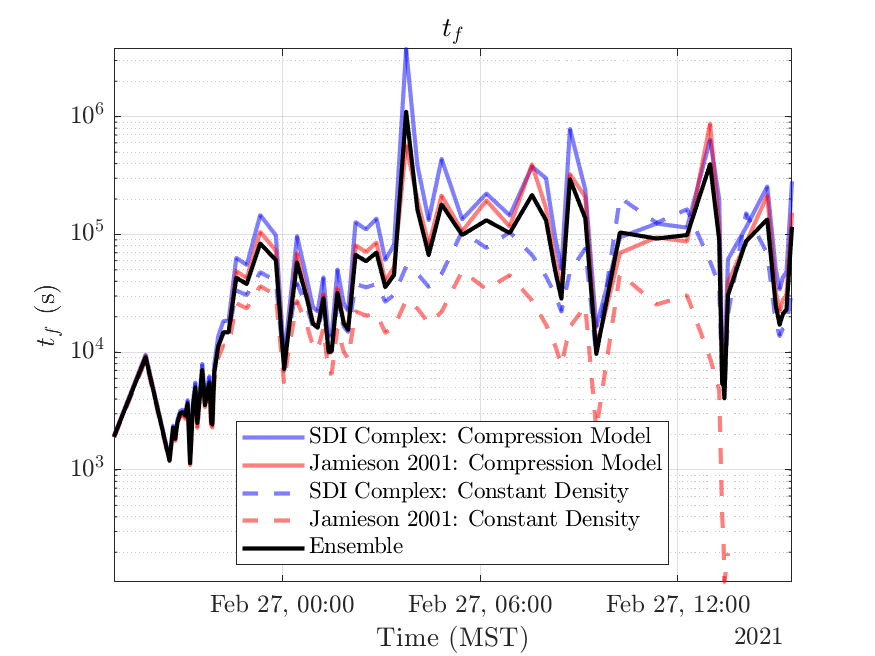 t_f
10^6
10^5
10^4
10^3
t_f (s)
SDI Complex: Compression Model
Jamieson 2001: Compression Model
SDI Complex: Constant Density
Jamieson 2001: Constant Density
Ensemble
Feb 27, 00:00
Feb 27, 06:00
Feb 27, 12:00
Time (MST)
2021